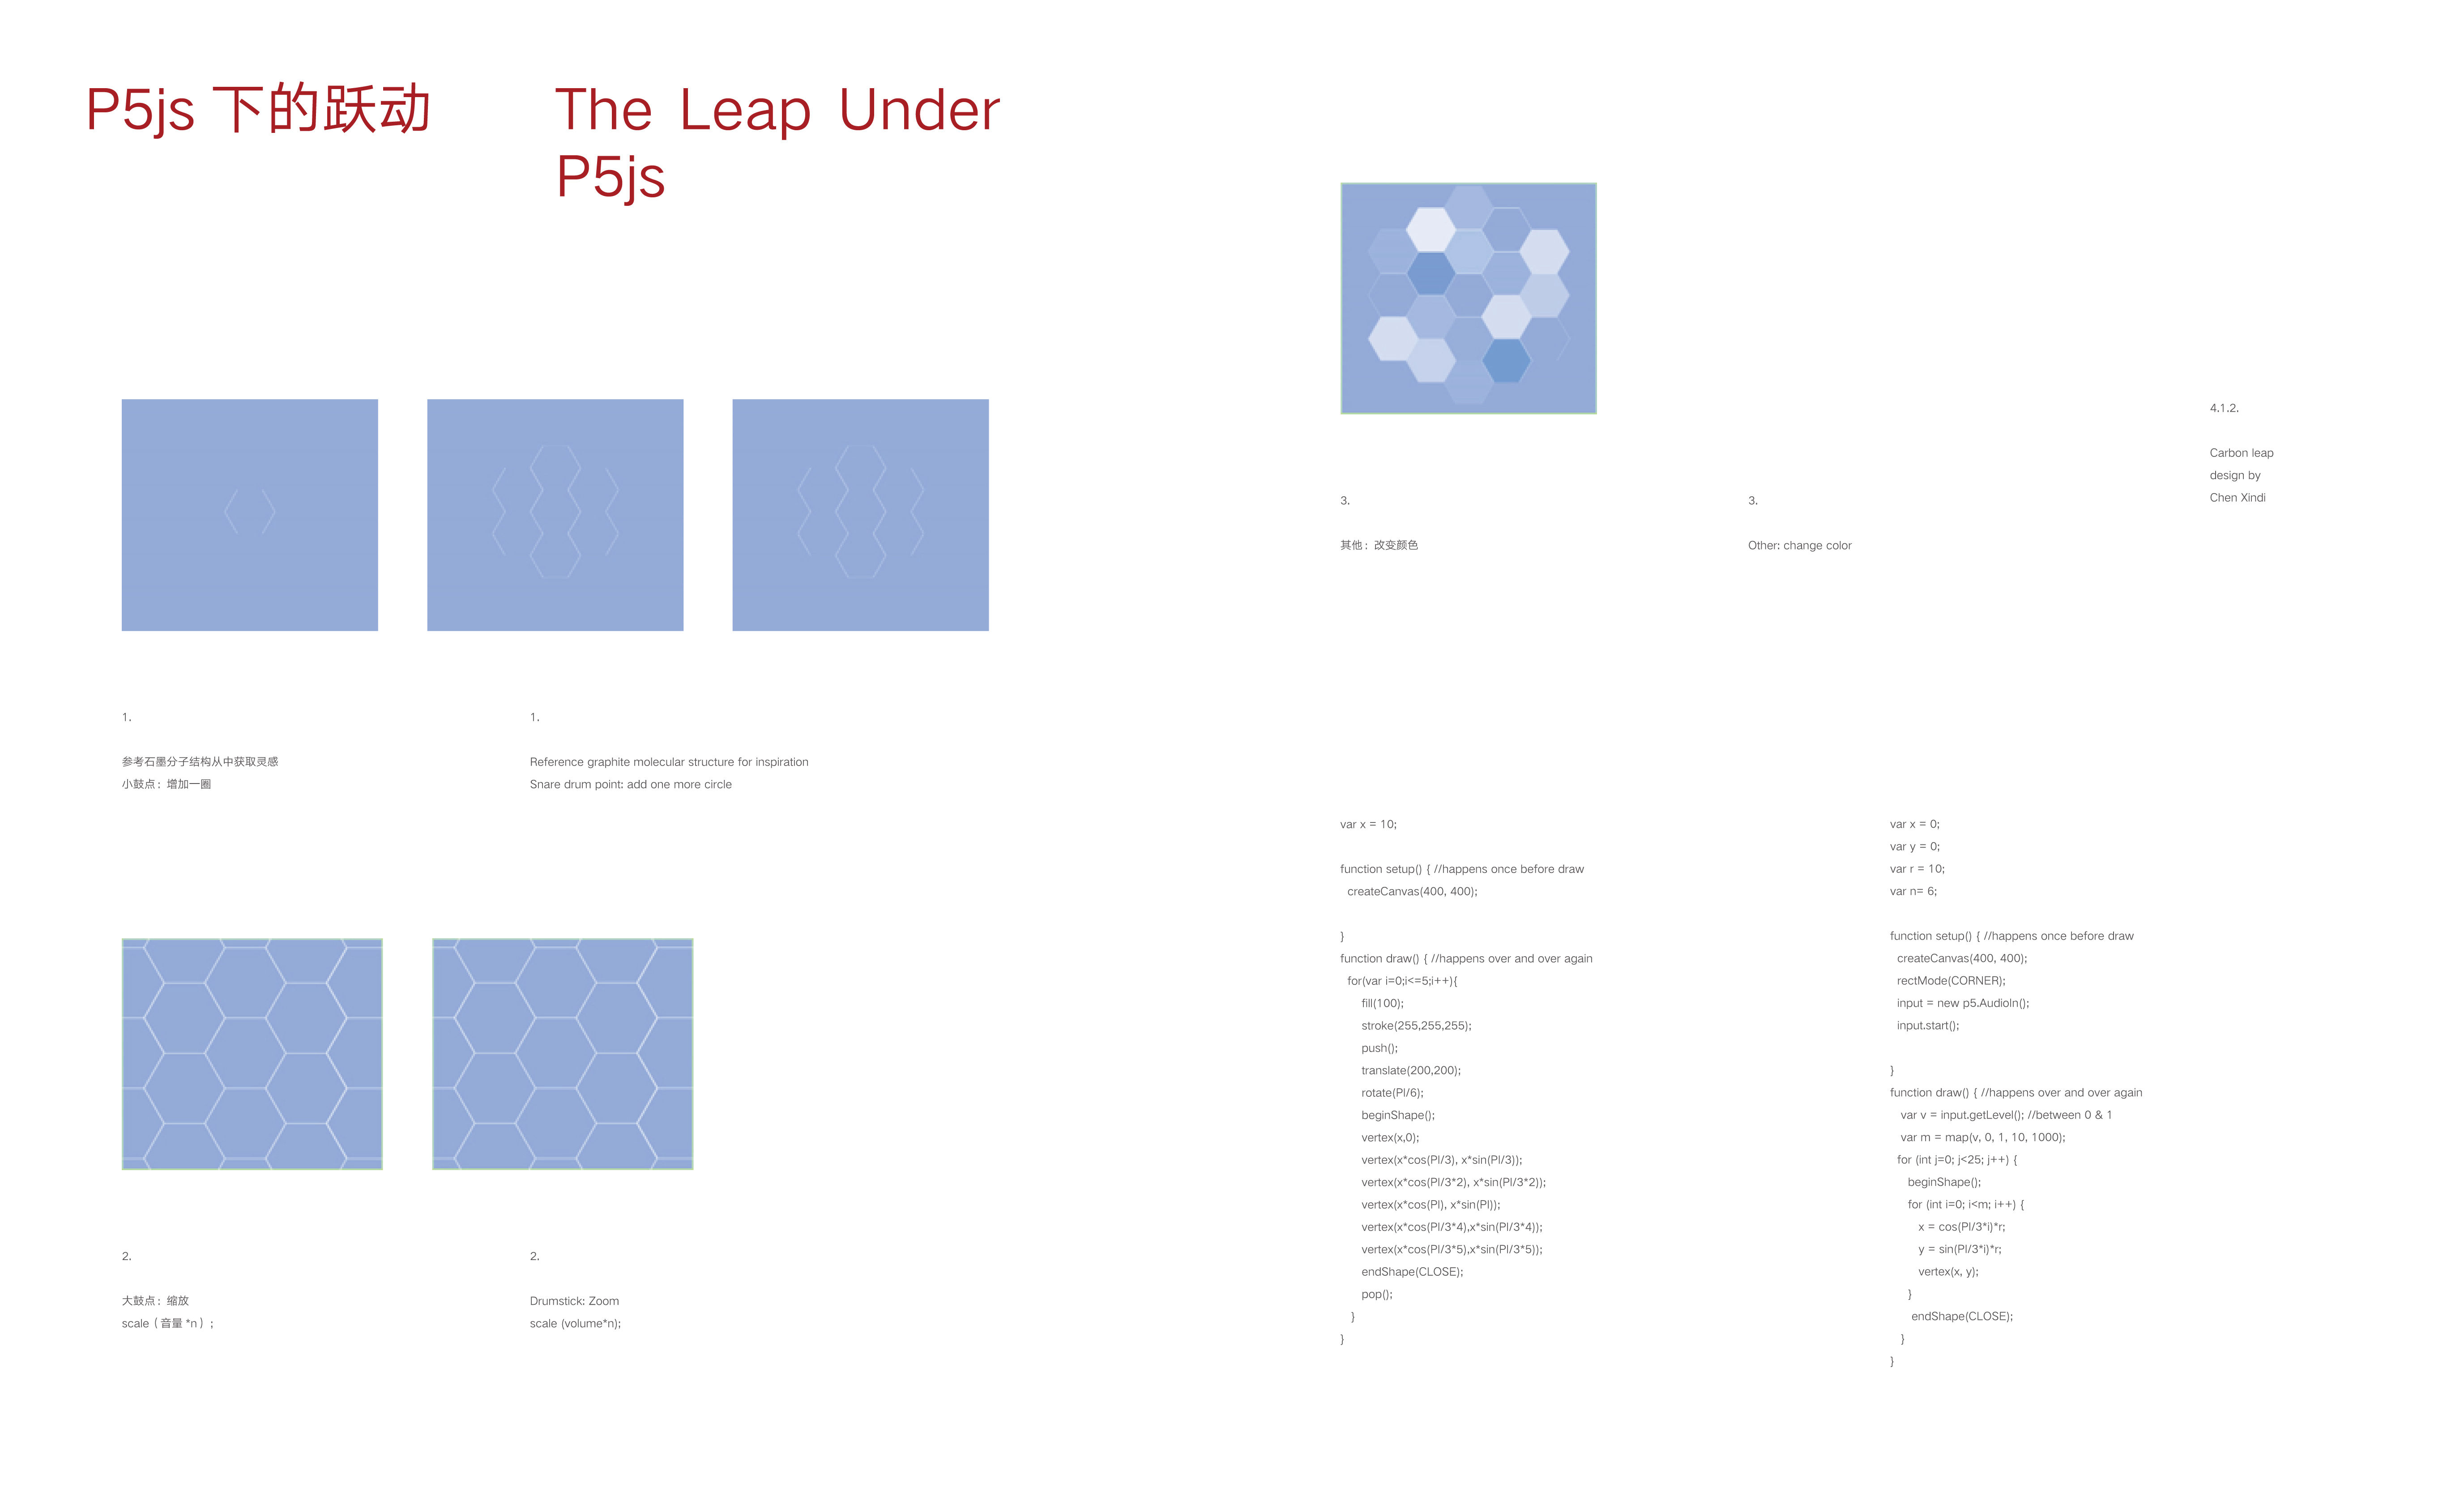 P5js 下的跃动
The Leap Under
P5js
1.
参考石墨分子结构从中获取灵感
小鼓点：增加一圈
1.
Reference graphite molecular structure for inspiration
Snare drum point: add one more circle
2.
大鼓点：缩放
scale（音量 *n）;
2.
Drumstick: Zoom
scale (volume*n);
3.
其他：改变颜色
3.
Other: change color
4.1.2.
Carbon leap
design by
Chen Xindi
var x = 10;
function setup() { //happens once before draw
createCanvas(400, 400);
}
function draw() { //happens over and over again
for(var i=0;i<=5;i++){
fill(100);
stroke(255,255,255);
push();
translate(200,200);
rotate(PI/6);
beginShape();
vertex(x,0);
vertex(x*cos(PI/3), x*sin(PI/3));
vertex(x*cos(PI/3*2), x*sin(PI/3*2));
vertex(x*cos(PI), x*sin(PI));
vertex(x*cos(PI/3*4),x*sin(PI/3*4));
vertex(x*cos(PI/3*5),x*sin(PI/3*5));
endShape(CLOSE);
pop();
}
}
var x = 0;
var y = 0;
var r = 10;
var n= 6;
function setup() { //happens once before draw
createCanvas(400, 400);
rectMode(CORNER);
input = new p5.AudioIn();
input.start();
}
function draw() { //happens over and over again
var v = input.getLevel(); //between 0 & 1
var m = map(v, 0, 1, 10, 1000);
for (int j=0; j<25; j++) {
beginShape();
for (int i=0; i<m; i++) {
x = cos(PI/3*i)*r;
y = sin(PI/3*i)*r;
vertex(x, y);
}
endShape(CLOSE);
}
}